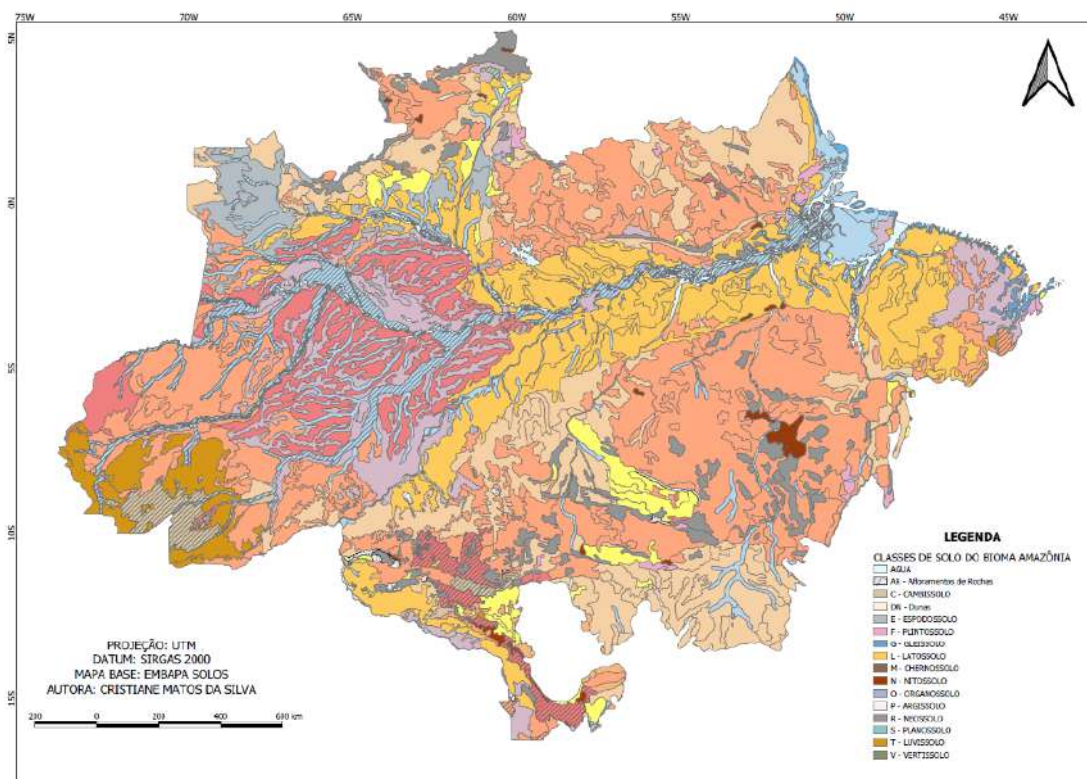 75W 70W 65W 60W 55W 50W 45W
5N
0N
5S
10S
15S
LEGENDA
CLASSES DE SOLO DO BIOMA AMAZÔNIA
AGUA
AR - Afloramentos de Rochas
C - CAMBISSOLO
DN - Dunas
E - ESPODOSSOLO
F - PLINTOSSOLO
G - GLEISSOLO
L - LATOSSOLO
M - CHERNOSSOLO
N - NITOSSOLO
O - ORGANOSSOLO
P - ARGISSOLO
R - NEOSSOLO
S - PLANOSSOLO
T - LUVISSOLO
V - VERTISSOLO
PROJEÇÃO: UTM
DATUM: SIRGAS 2000
MAPA BASE: EMBAPA SOLOS
AUTORA: CRISTIANE MATOS DA SILVA
200 0 200 400 600 km